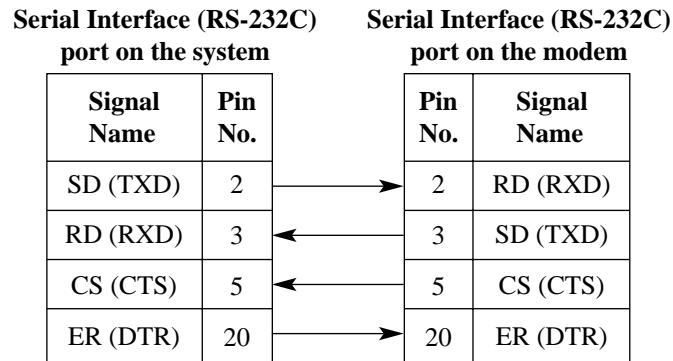 Serial Interface (RS-232C) Serial Interface (RS-232C)
port on the system port on the modem
Signal Name Pin No. Pin No. Signal Name
SD (TXD) 2 2 RD (RXD)
RD (RXD) 3 3 SD (TXD)
CS (CTS) 5 5 CS (CTS)
ER (DTR) 20 20 ER (DTR)